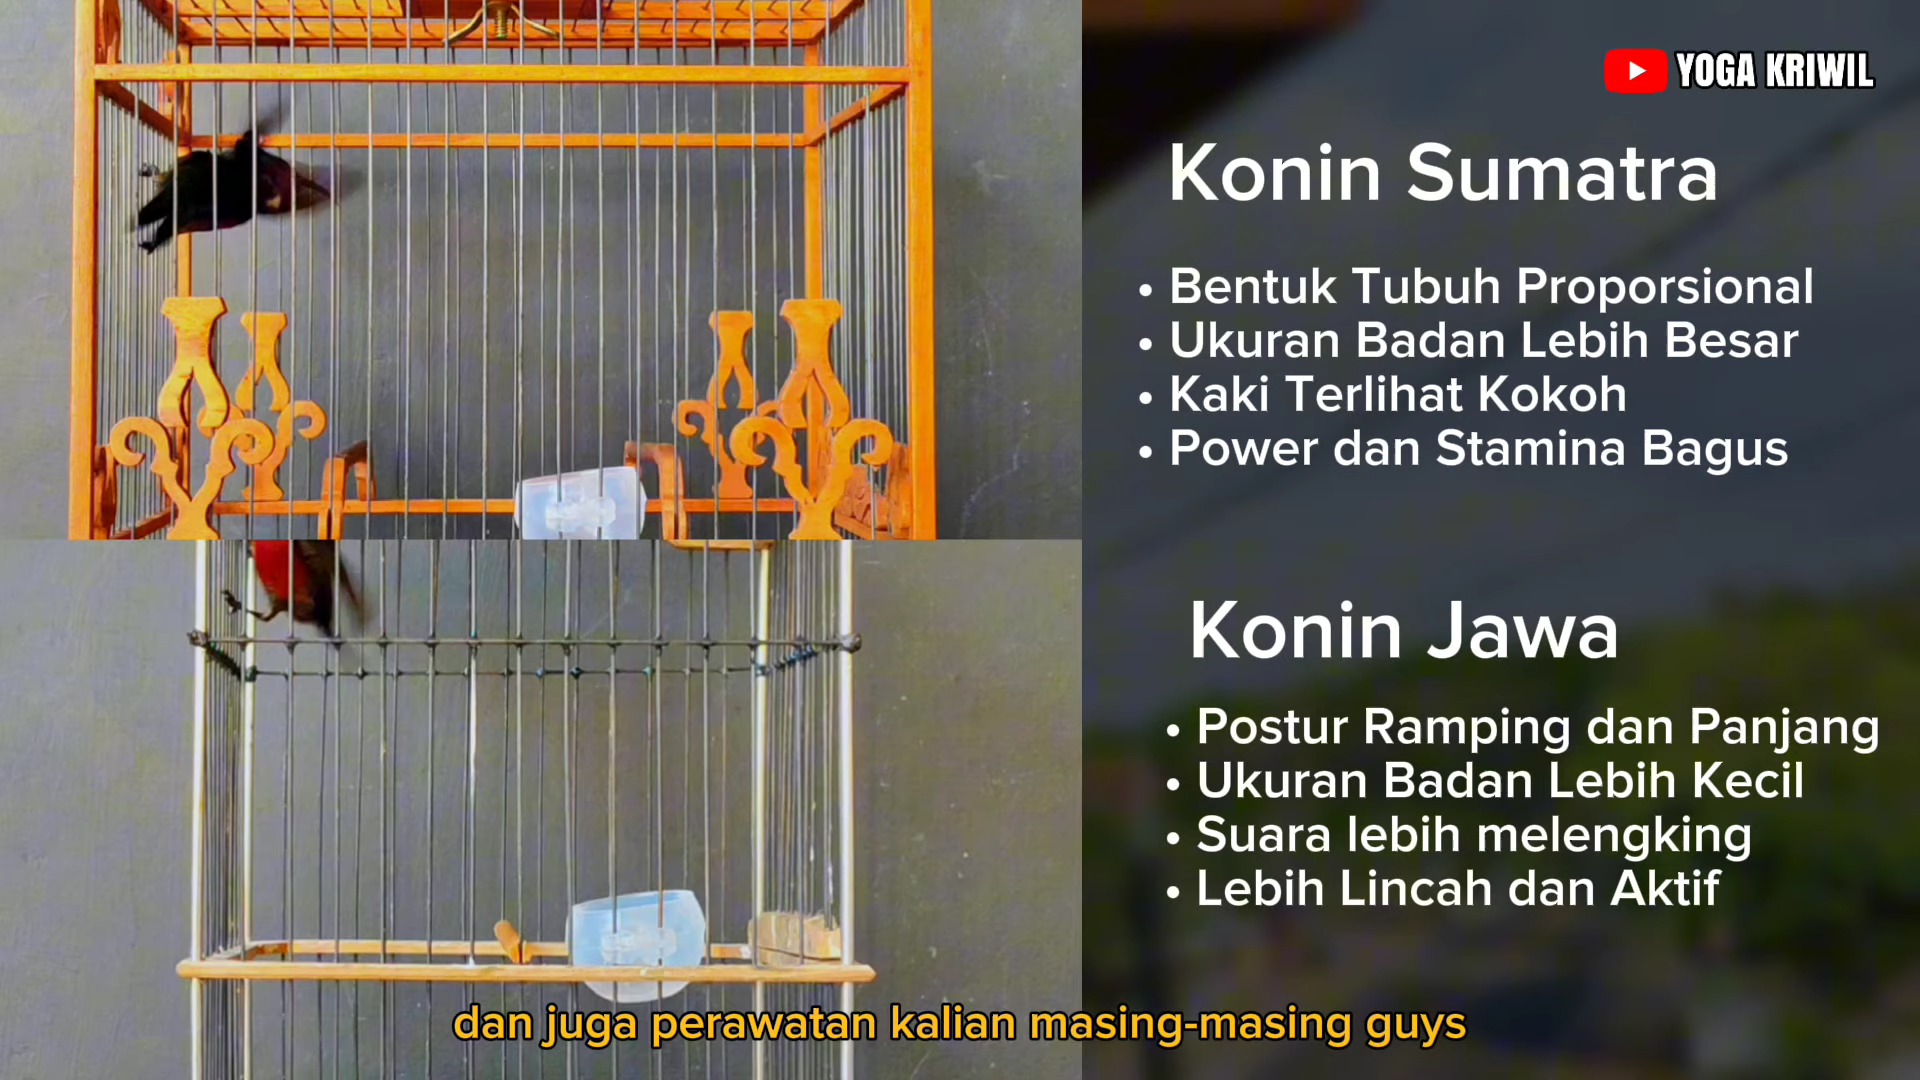 YOGA KRIWIL
Konin Sumatra
• Bentuk Tubuh Proporsional
• Ukuran Badan Lebih Besar
• Kaki Terlihat Kokoh
• Power dan Stamina Bagus
Konin Jawa
• Postur Ramping dan Panjang
• Ukuran Badan Lebih Kecil
• Suara lebih melengking
• Lebih Lincah dan Aktif
dan juga perawatan kalian masing-masing guys